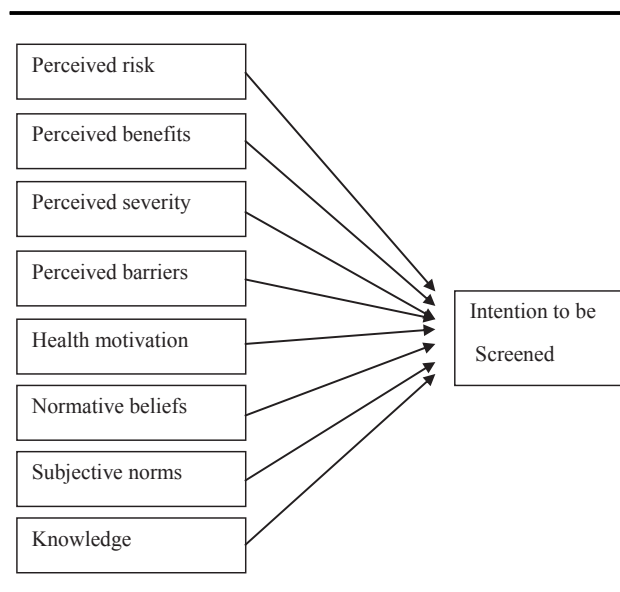 Perceived risk
Perceived benefits
Perceived severity
Perceived barriers
Health motivation
Normative beliefs
Subjective norms
Knowledge
Intention to be
Screened